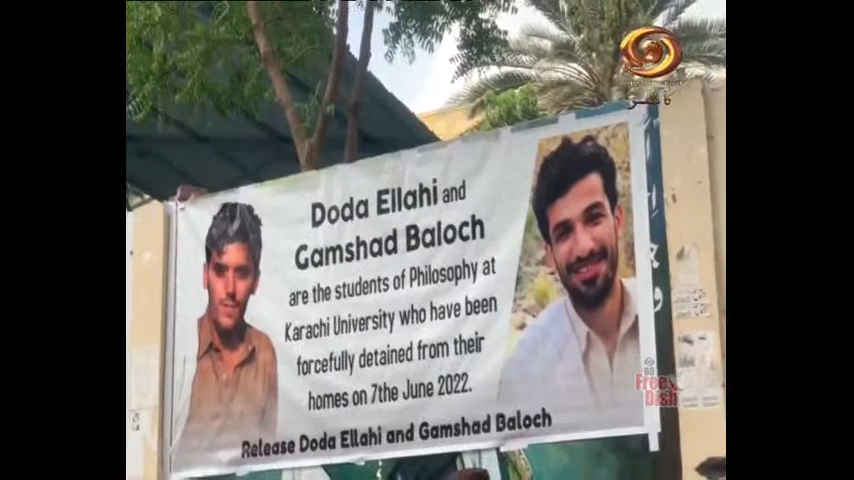 Doda Ellahi and
Gamshad Baloch
are the students of Philosophy at
Karachi University who have been
forcefully detained from their
homes on 7the June 2022.
Release Doda Ellahi and Gamshad Baloch
DD
Free
Dish